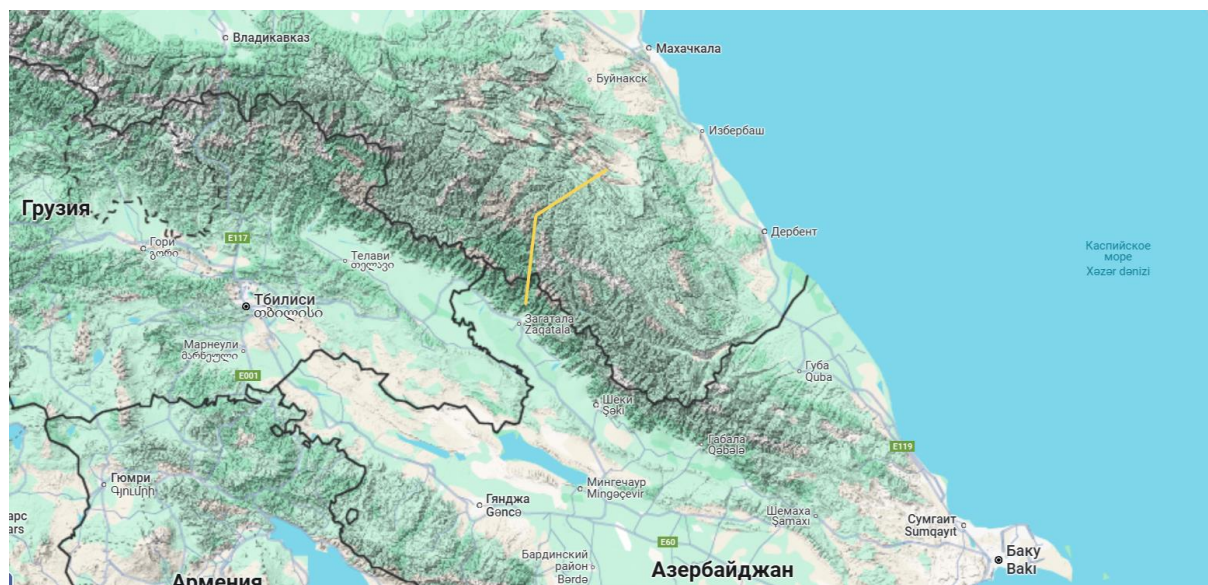 Владикавказ
Махачкала
Буйнакск
Избербаш
Грузия
E117
Гори
გორი
Телави
თელავი
Дербент
Каспийское
море
Xəzər dənizi
Тбилиси
თბილისი
Загатала
Zaqatala
Марнеули
მარნეული
E001
Губа
Quba
Шеки
Şəki
Габала
Qəbələ
E119
Гюмри
Գյումրի
Гянджа
Gəncə
Мингечаур
Mingəçevir
Шемаха
Şamaxı
арс
ars
Сумгаит
Sumqayıt
E60
Бардинский
район
Bərdə
Азербайджан
Баку
Bakı
Армения